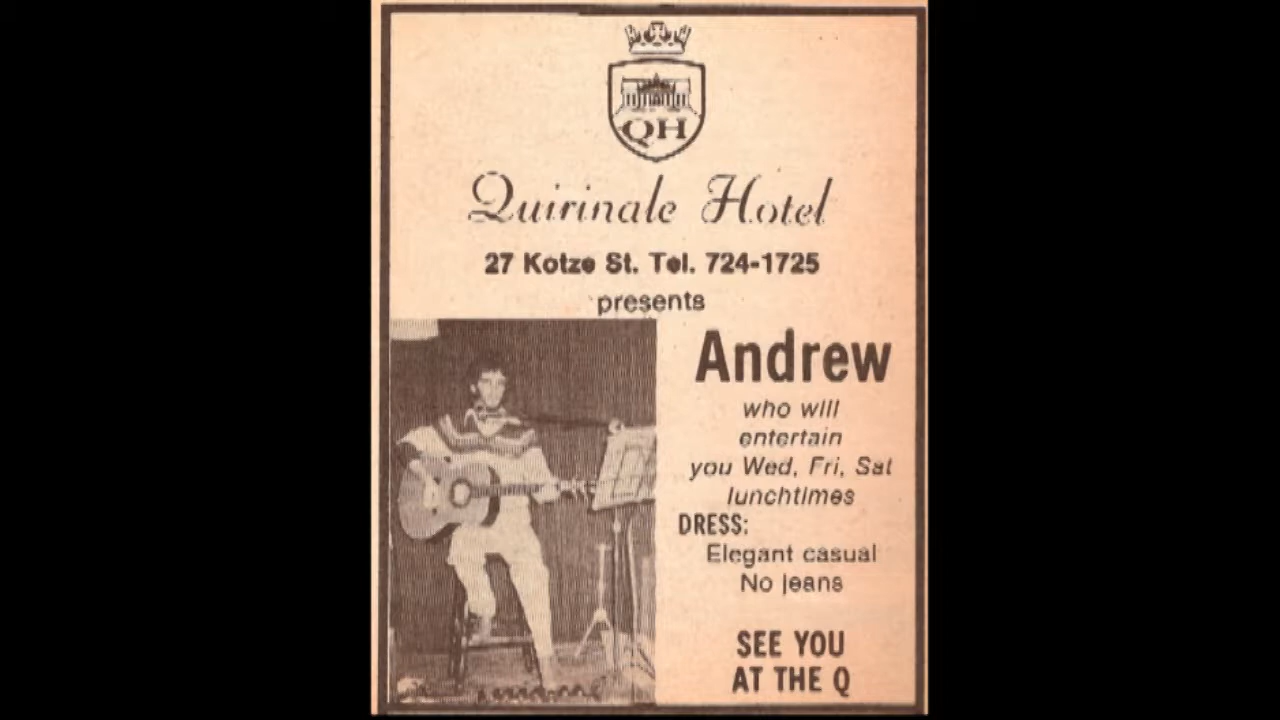 QH
Quirinale Hotel
27 Kotze St. Tel. 724-1725
presents
Andrew
who will
entertain
you Wed, Fri, Sat
lunchtimes
DRESS:
Elegant casual
No jeans
SEE YOU
AT THE Q